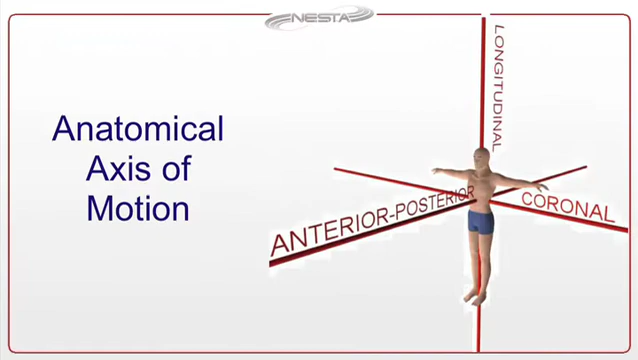 NESTA
Anatomical
Axis of
Motion
LONGITUDINAL
ANTERIOR-POSTERIOR
CORONAL